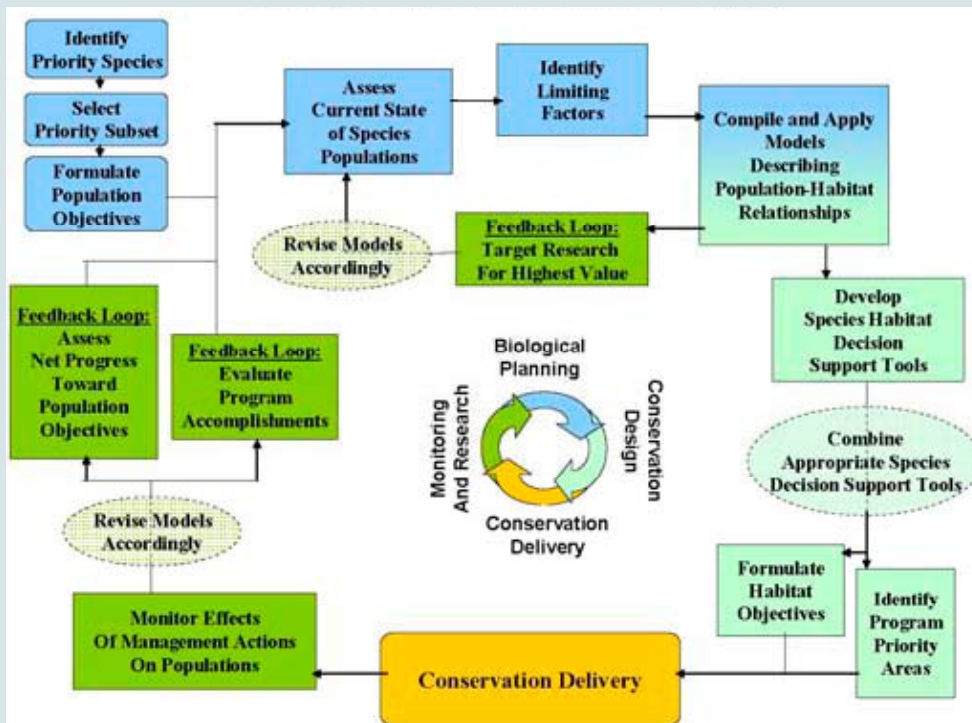 Identify
Priority Species
Select
Priority Subset
Formulate
Population
Objectives
Assess
Current State
of Species
Populations
Identify
Limiting
Factors
Compile and Apply
Models
Describing
Population-Habitat
Relationships
Feedback Loop:
Target Research
For Highest Value
Revise Models
Accordingly
Develop
Species Habitat
Decision
Support Tools
Combine
Appropriate Species
Decision Support Tools
Formulate
Habitat
Objectives
Identify
Program
Priority
Areas
Conservation Delivery
Monitor Effects
Of Management Actions
On Populations
Revise Models
Accordingly
Feedback Loop:
Assess
Net Progress
Toward
Population
Objectives
Feedback Loop:
Evaluate
Program
Accomplishments
Biological
Planning
Conservation
Design
Conservation
Delivery
Monitoring
And Research